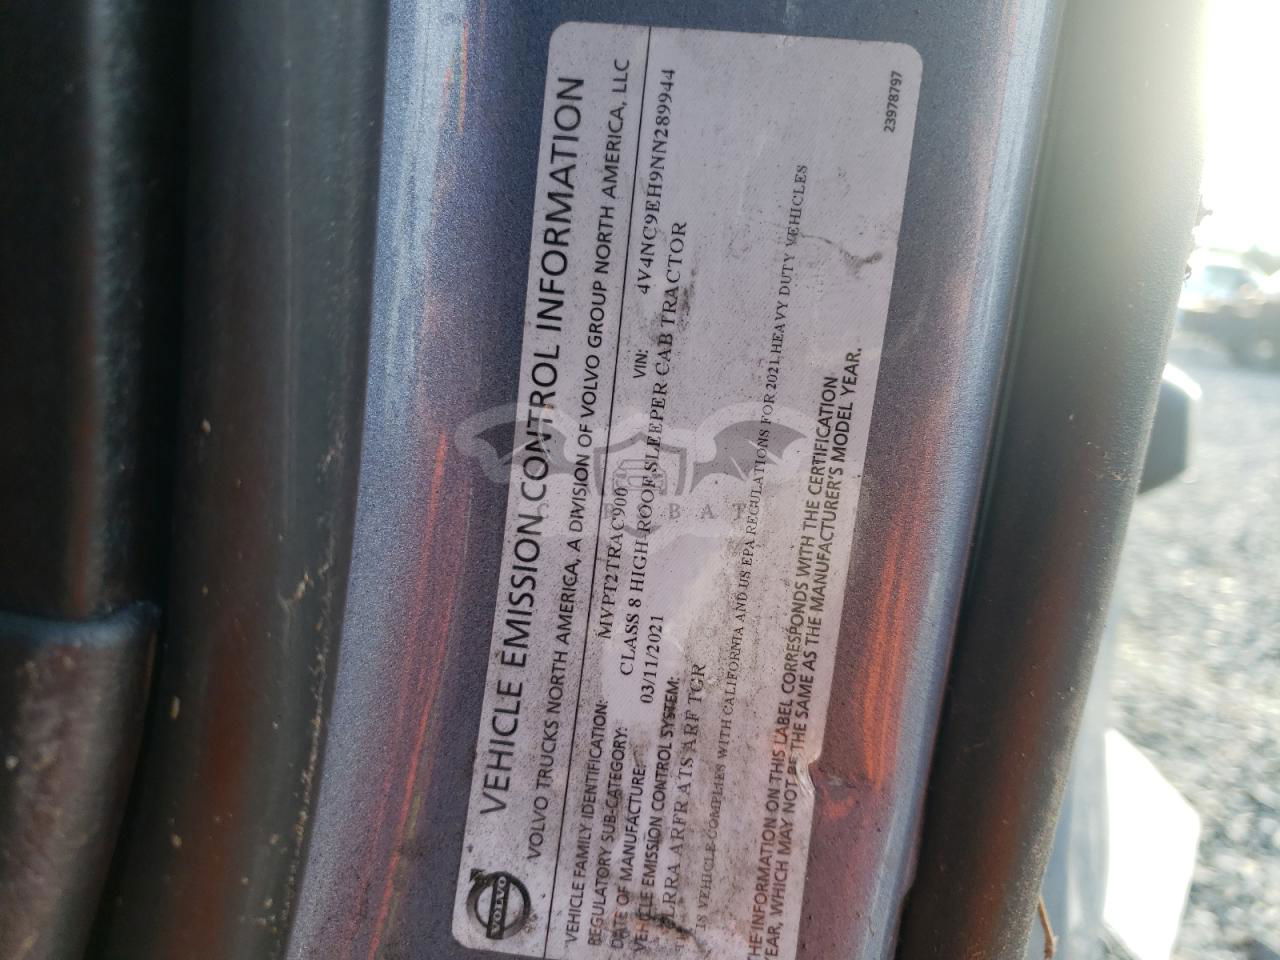 VEHICLE EMISSION CONTROL INFORMATION
VOLVO
VOLVO TRUCKS NORTH AMERICA, A DIVISION OF VOLVO GROUP NORTH AMERICA, LLC
VEHICLE FAMILY IDENTIFICATION: MVPT2TRAC900 VIN: 4V4NC9EH9NN289944
REGULATORY SUB-CATEGORY: CLASS 8 HIGH-ROOF SLEEPER CAB TRACTOR
DATE OF MANUFACTURE: 03/11/2021
VEHICLE EMISSION CONTROL SYSTEM:
ARFRATS ARF TGR
VEHICLE COMPLIES WITH CALIFORNIA AND US EPA REGULATIONS FOR 2021 HEAVY DUTY VEHICLES
THE INFORMATION ON THIS LABEL CORRESPONDS WITH THE CERTIFICATION
YEAR, WHICH MAY NOT BE THE SAME AS THE MANUFACTURER'S MODEL YEAR.
23978797